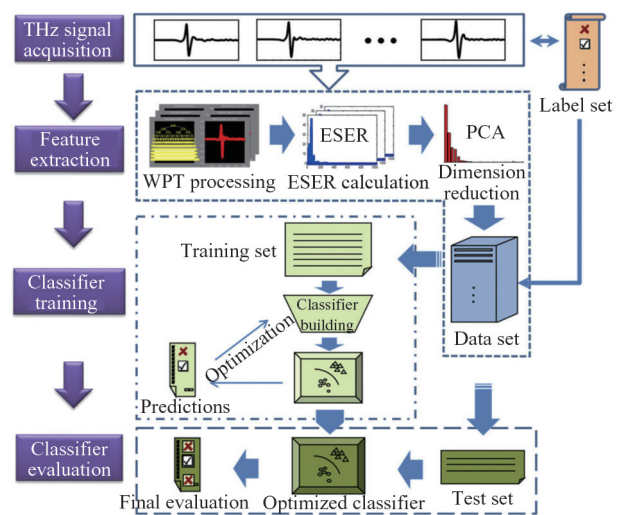 THz signal
acquisition
Label set
Feature
extraction
WPT processing
ESER
ESER calculation
PCA
Dimension
reduction
Classifier
training
Training set
Classifier
building
Optimization
Predictions
Data set
Classifier
evaluation
Final evaluation
Optimized classifier
Test set